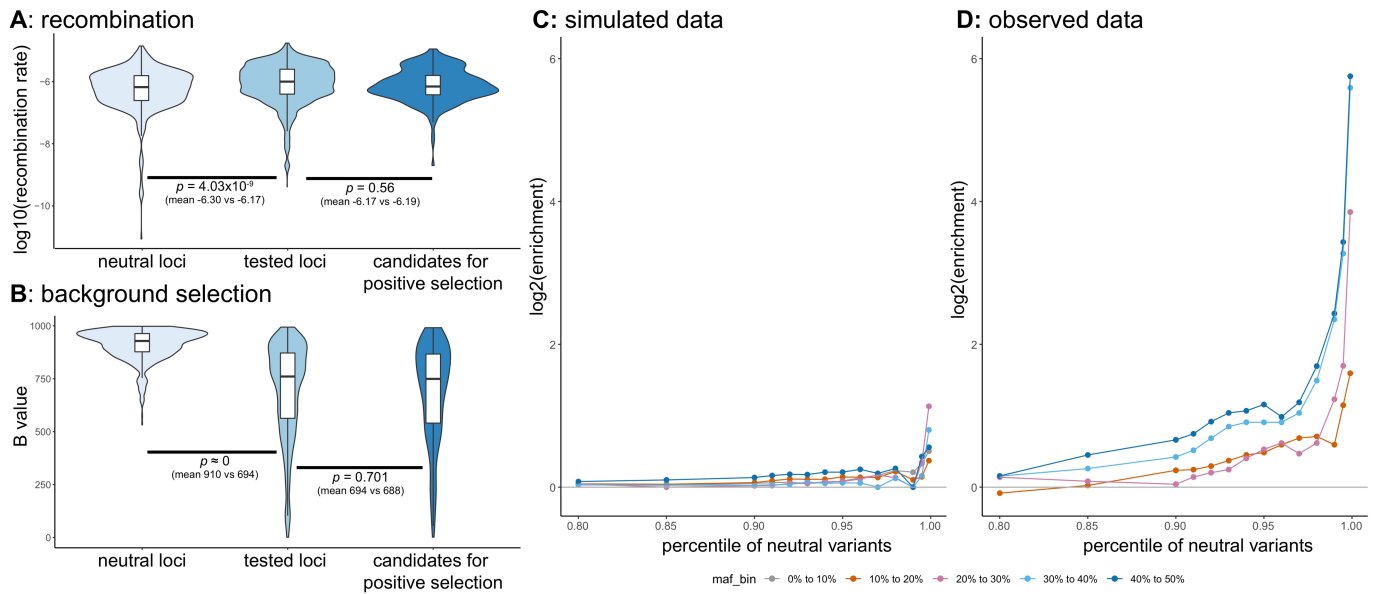 A: recombination
log10(recombination rate)
−6
−8
−10
p = 4.03x10-9
(mean -6.30 vs -6.17)
p = 0.56
(mean -6.17 vs -6.19)
neutral loci
tested loci
candidates for
positive selection
B: background selection
B value
1000
750
500
250
0
p ≈ 0
(mean 910 vs 694)
p = 0.701
(mean 694 vs 688)
neutral loci
tested loci
candidates for
positive selection
C: simulated data
log2(enrichment)
6
4
2
0
0.80
0.85
0.90
0.95
1.00
percentile of neutral variants
D: observed data
log2(enrichment)
6
4
2
0
0.80
0.85
0.90
0.95
1.00
percentile of neutral variants
maf_bin
0% to 10%
10% to 20%
20% to 30%
30% to 40%
40% to 50%